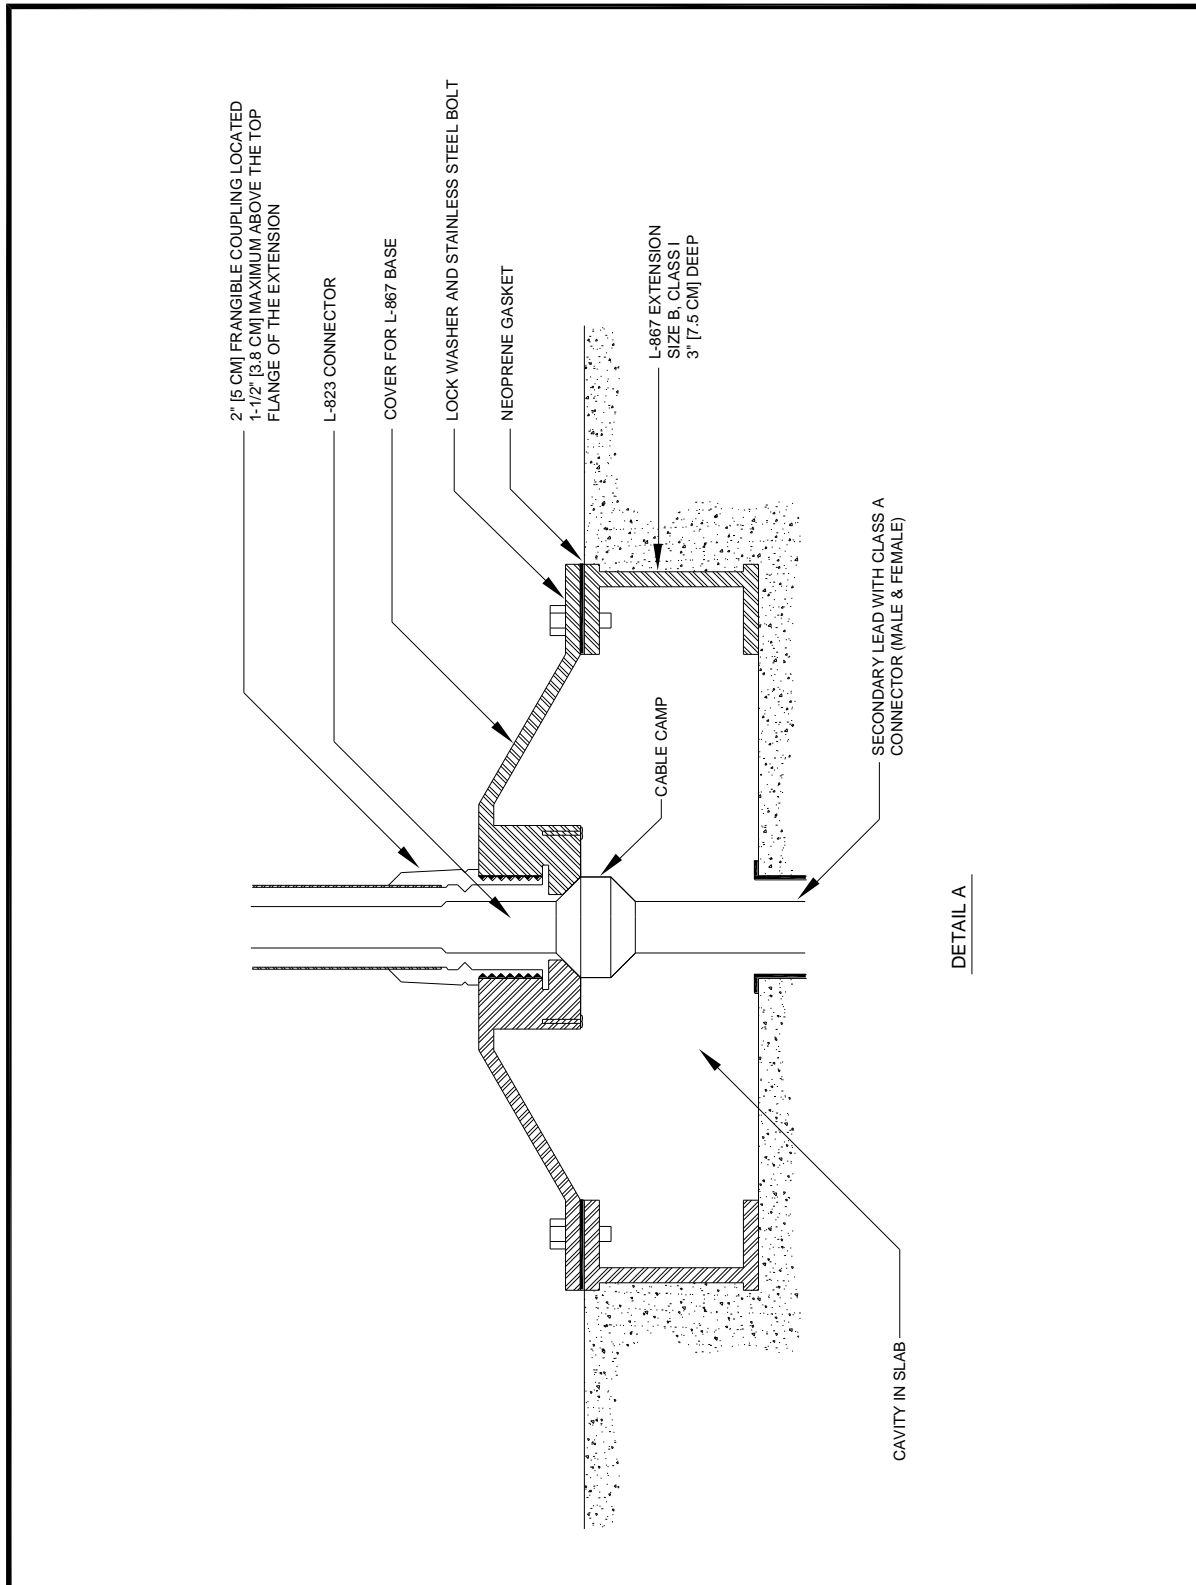 2" [5 CM] FRANGIBLE COUPLING LOCATED
1-1/2" [3.8 CM] MAXIMUM ABOVE THE TOP
FLANGE OF THE EXTENSION
L-823 CONNECTOR
COVER FOR L-867 BASE
LOCK WASHER AND STAINLESS STEEL BOLT
NEOPRENE GASKET
L-867 EXTENSION
SIZE B, CLASS I
3" [7.5 CM] DEEP
CABLE CAMP
SECONDARY LEAD WITH CLASS A
CONNECTOR (MALE & FEMALE)
CAVITY IN SLAB
DETAIL A